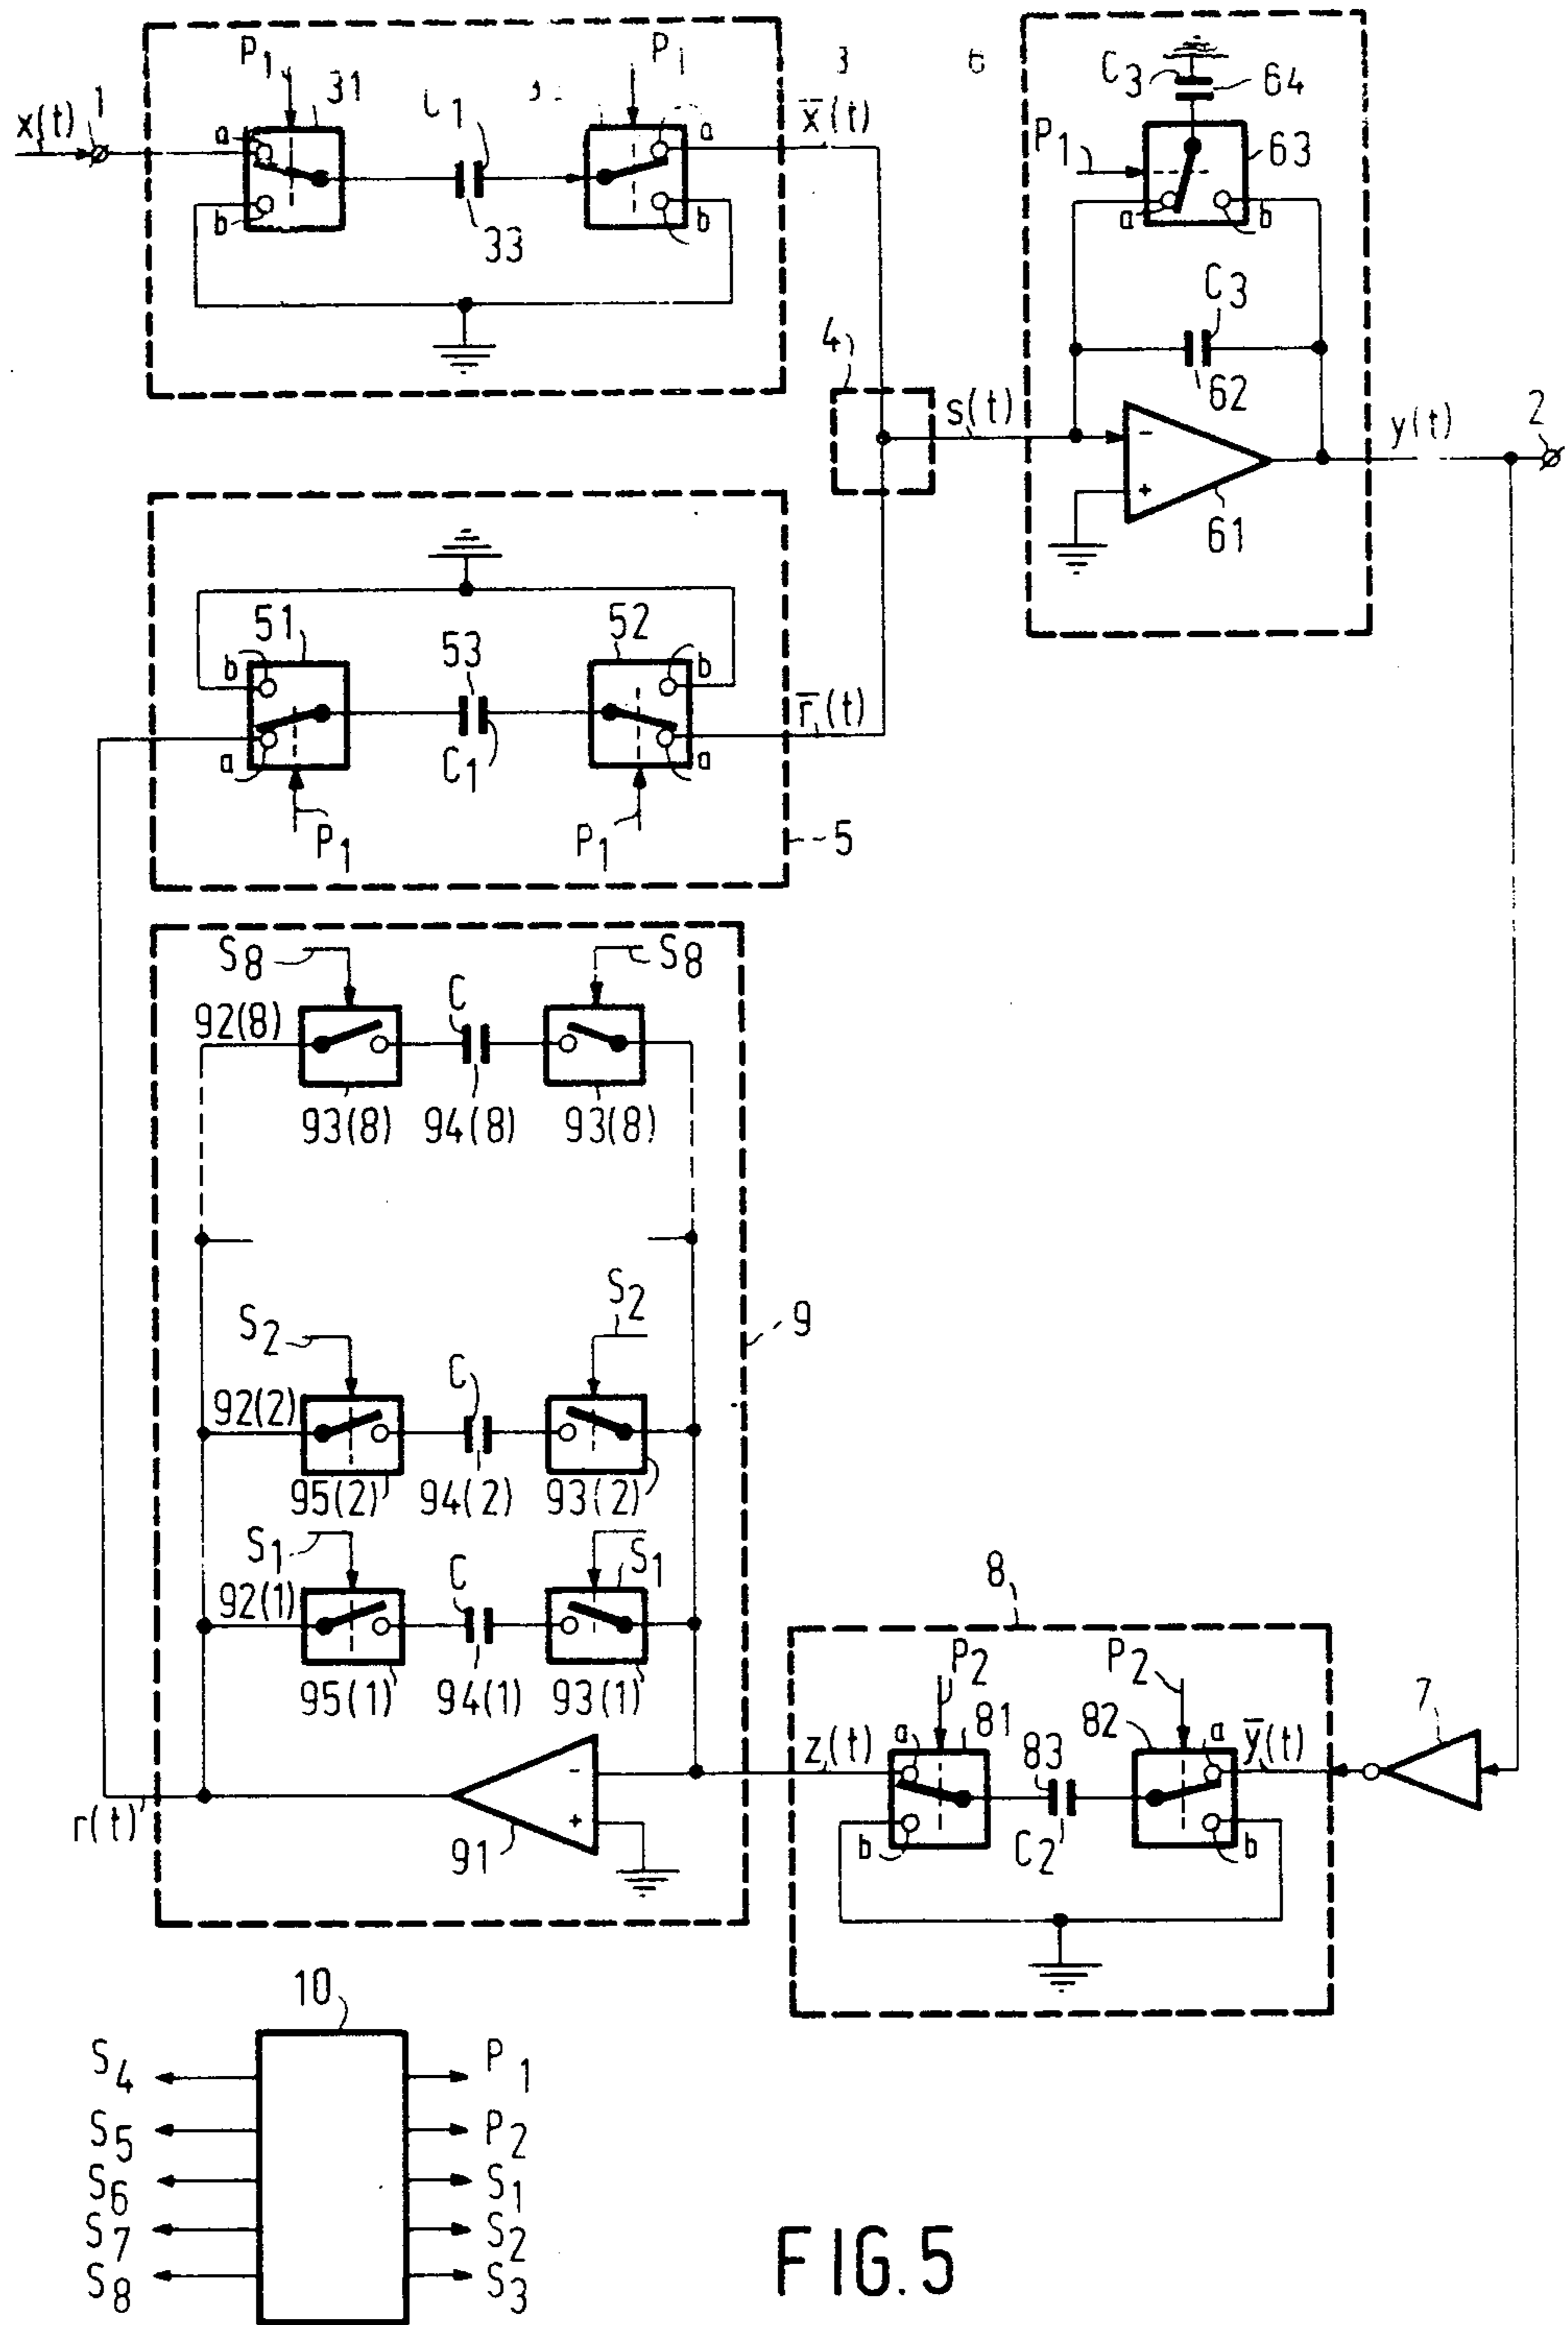 P1 P1 3 6 C3 64
x(t) 1 31 C1 x̅(t)
a a P1 63
b b a b
33 C3
4 62
s(t) y(t) 2
- +
61
51 53 52
b b
r̅(t)
a C1 a
P1 P1 5
S8 C S8
92(8)
93(8) 94(8) 93(8)
S2 C S2 9
92(2)
95(2) 94(2) 93(2)
S1 C S1 8
92(1)
95(1) 94(1) 93(1) P2 P2 7
z(t) a 81 83 82 a y̅(t)
- +
r(t) 91 b C2 b
10
S4 P1
S5 P2
S6 S1
S7 S2
S8 S3
FIG.5